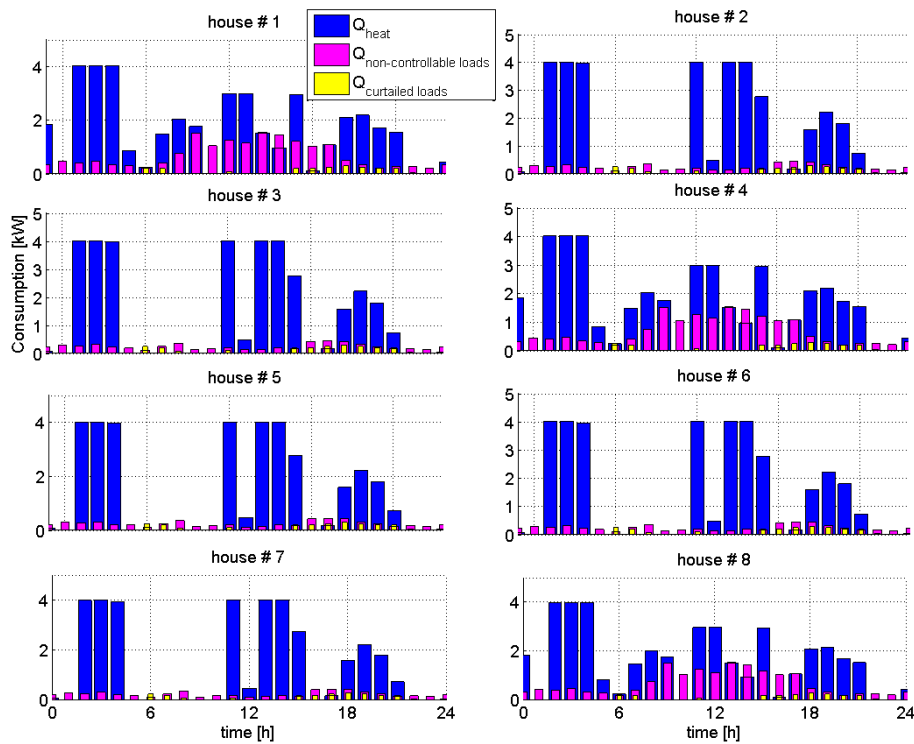 house # 1
Q heat
Q non-controllable loads
Q curtailed loads
house # 2
4
2
0
5
4
3
2
1
0
house # 3
house # 4
Consumption [kW]
5
4
3
2
1
0
5
4
3
2
1
0
house # 5
house # 6
4
2
0
5
4
3
2
1
0
house # 7
house # 8
4
2
0
0 6 12 18 24
time [h]
4
2
0
0 6 12 18 24
time [h]